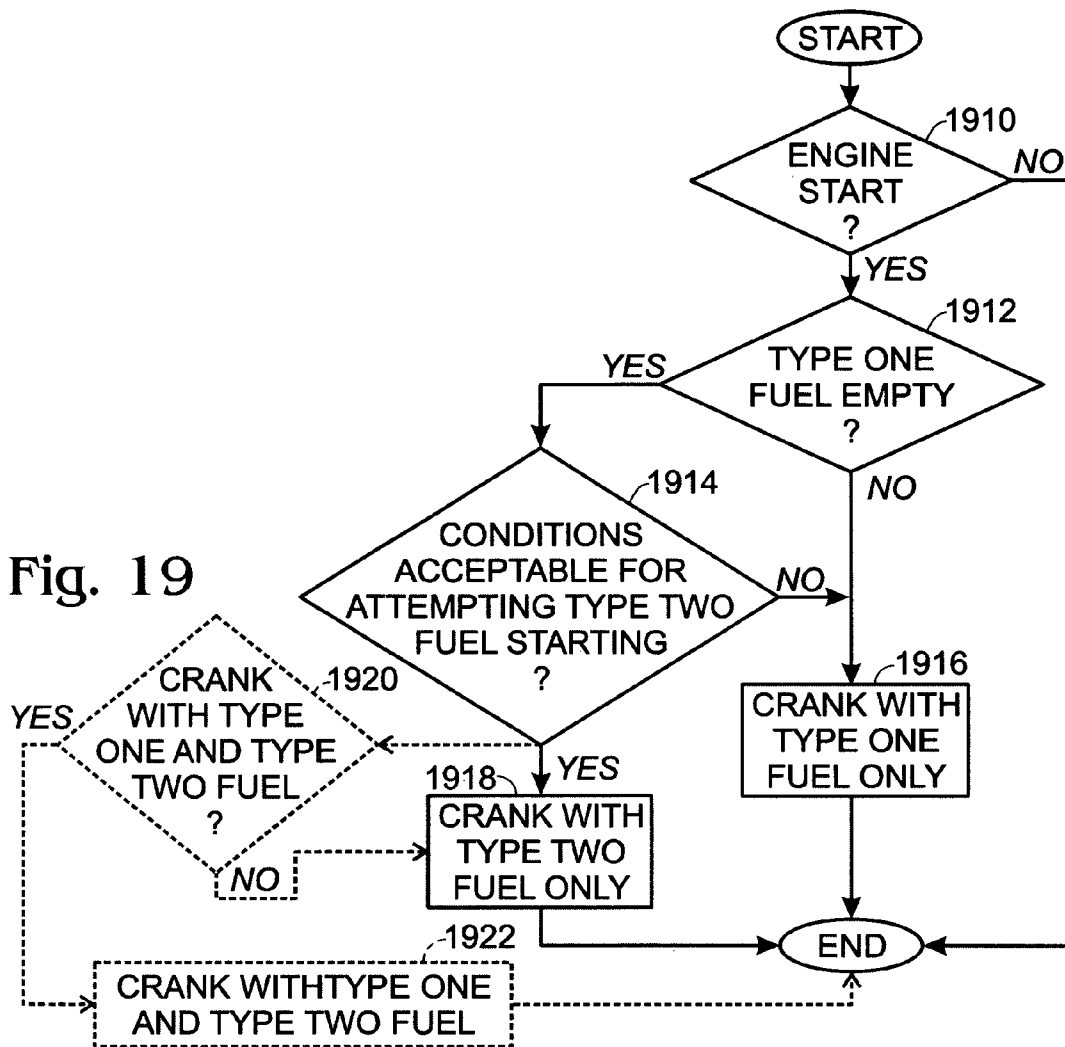 START
1910
ENGINE
START
?
NO
YES
1912
TYPE ONE
FUEL EMPTY
?
YES
NO
1914
CONDITIONS
ACCEPTABLE FOR
ATTEMPTING TYPE TWO
FUEL STARTING
?
NO
YES
Fig. 19
1920
CRANK
WITH TYPE
ONE AND TYPE
TWO FUEL
?
YES
NO
1916
CRANK WITH
TYPE ONE
FUEL ONLY
1918
CRANK WITH
TYPE TWO
FUEL ONLY
1922
CRANK WITHTYPE ONE
AND TYPE TWO FUEL
END